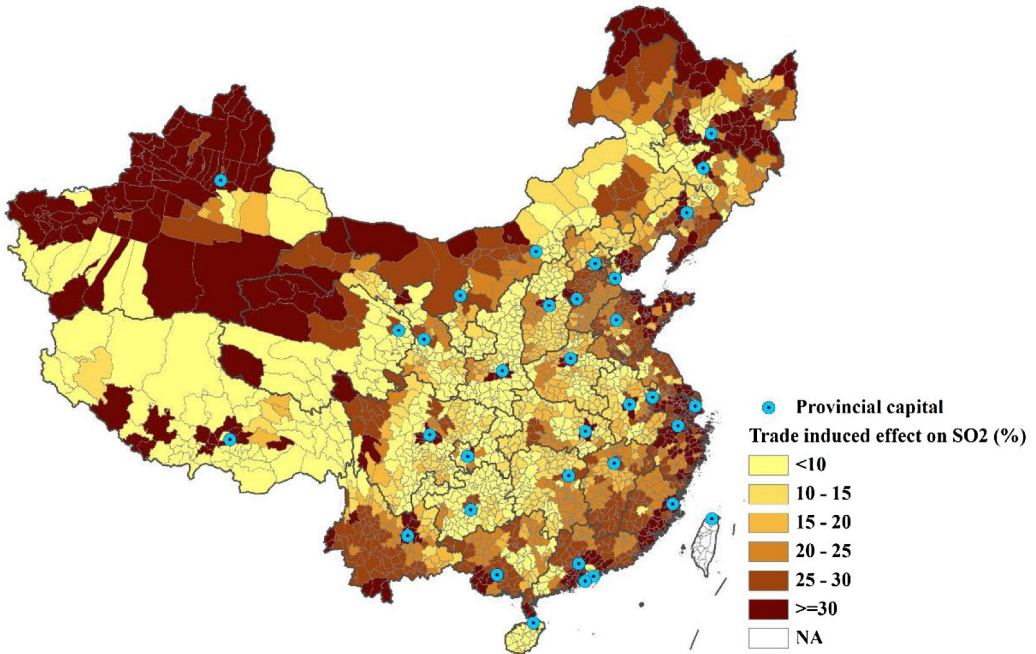 Provincial capital
Trade induced effect on SO2 (%)
<10
10 - 15
15 - 20
20 - 25
25 - 30
>=30
NA